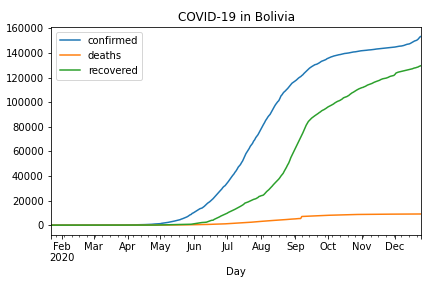 COVID-19 in Bolivia
160000
140000
120000
100000
80000
60000
40000
20000
0
confirmed
deaths
recovered
Feb Mar Apr May Jun Jul Aug Sep Oct Nov Dec
2020
Day